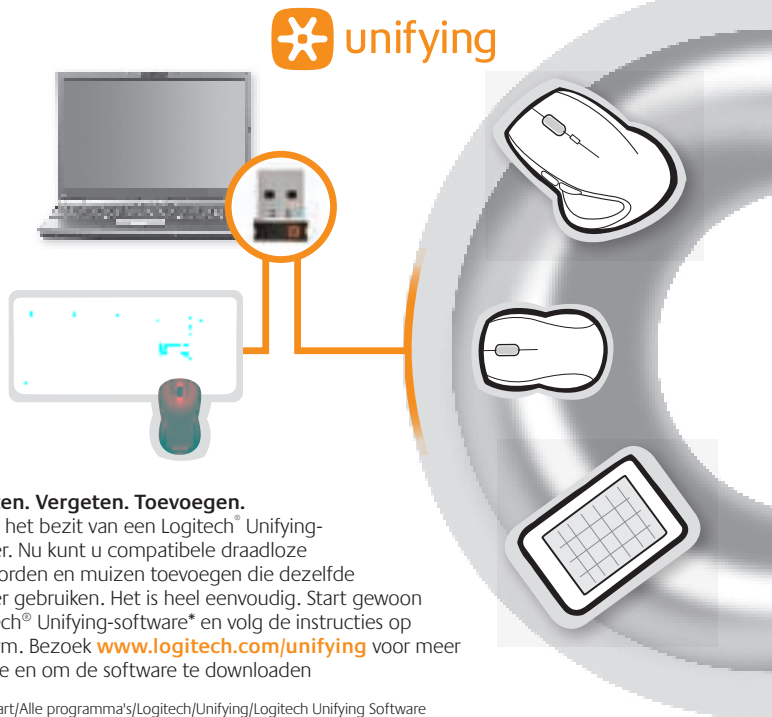 unifying
en. Vergeten. Toevoegen.
het bezit van een Logitech® Unifying-
er. Nu kunt u compatibele draadloze
orden en muizen toevoegen die dezelfde
er gebruiken. Het is heel eenvoudig. Start gewoon
ech® Unifying-software* en volg de instructies op
rm. Bezoek www.logitech.com/unifying voor meer
e en om de software te downloaden
art/Alle programma's/Logitech/Unifying/Logitech Unifying Software